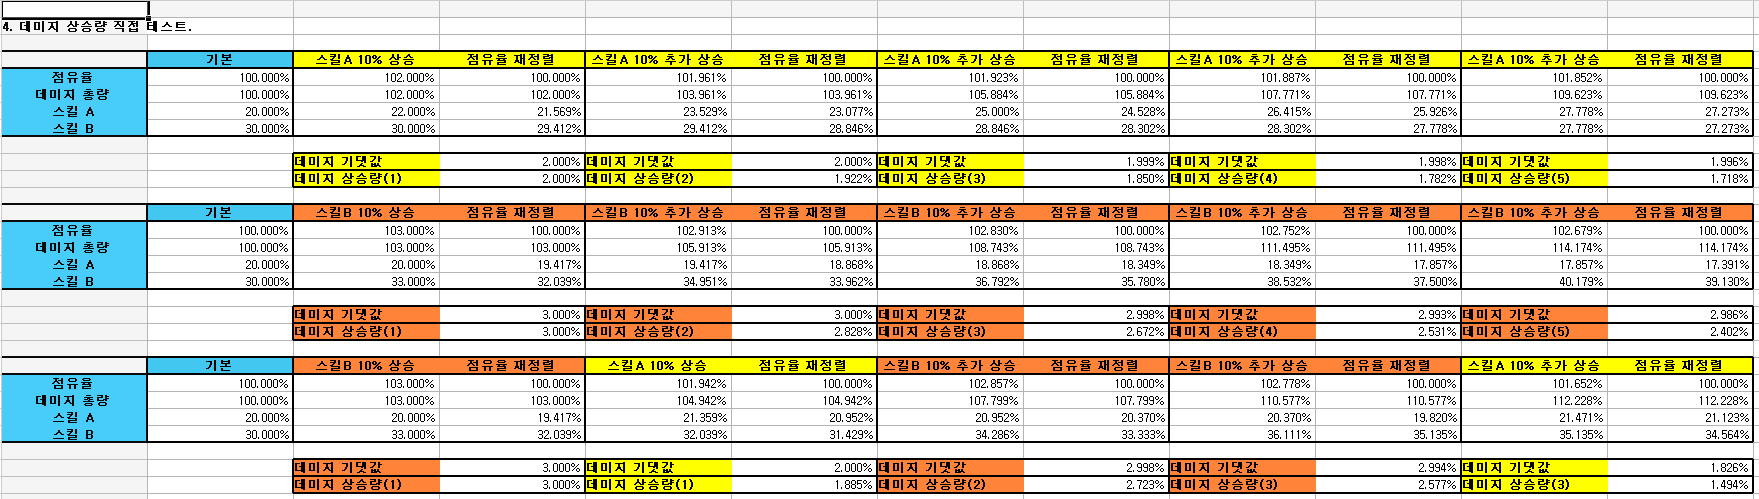 4. 데미지 상승량 직접 테스트.
기본 스킬A 10% 상승 점유율 재정렬 스킬A 10% 추가 상승 점유율 재정렬 스킬A 10% 추가 상승 점유율 재정렬 스킬A 10% 추가 상승 점유율 재정렬 스킬A 10% 추가 상승 점유율 재정렬
점유율 100.000% 102.000% 100.000% 101.961% 100.000% 101.923% 100.000% 101.887% 100.000% 101.852% 100.000%
데미지 총량 100.000% 102.000% 102.000% 103.961% 103.961% 105.884% 105.884% 107.771% 107.771% 109.623% 109.623%
스킬 A 20.000% 22.000% 21.569% 23.529% 23.077% 25.000% 24.528% 26.415% 25.926% 27.778% 27.273%
스킬 B 30.000% 30.000% 29.412% 29.412% 28.846% 28.846% 28.302% 28.302% 27.778% 27.778% 27.273%
데미지 기댓값 2.000% 데미지 기댓값 2.000% 데미지 기댓값 1.999% 데미지 기댓값 1.998% 데미지 기댓값 1.996%
데미지 상승량(1) 2.000% 데미지 상승량(2) 1.922% 데미지 상승량(3) 1.850% 데미지 상승량(4) 1.782% 데미지 상승량(5) 1.718%
기본 스킬B 10% 상승 점유율 재정렬 스킬B 10% 추가 상승 점유율 재정렬 스킬B 10% 추가 상승 점유율 재정렬 스킬B 10% 추가 상승 점유율 재정렬 스킬B 10% 추가 상승 점유율 재정렬
점유율 100.000% 103.000% 100.000% 102.913% 100.000% 102.830% 100.000% 102.752% 100.000% 102.679% 100.000%
데미지 총량 100.000% 103.000% 103.000% 105.913% 105.913% 108.743% 108.743% 111.495% 111.495% 114.174% 114.174%
스킬 A 20.000% 20.000% 19.417% 19.417% 18.868% 18.868% 18.349% 18.349% 17.857% 17.857% 17.391%
스킬 B 30.000% 33.000% 32.039% 34.951% 33.962% 36.792% 35.780% 38.532% 37.500% 40.179% 39.130%
데미지 기댓값 3.000% 데미지 기댓값 3.000% 데미지 기댓값 2.998% 데미지 기댓값 2.993% 데미지 기댓값 2.986%
데미지 상승량(1) 3.000% 데미지 상승량(2) 2.828% 데미지 상승량(3) 2.672% 데미지 상승량(4) 2.531% 데미지 상승량(5) 2.402%
기본 스킬B 10% 상승 점유율 재정렬 스킬A 10% 상승 점유율 재정렬 스킬B 10% 추가 상승 점유율 재정렬 스킬B 10% 추가 상승 점유율 재정렬 스킬A 10% 추가 상승 점유율 재정렬
점유율 100.000% 103.000% 100.000% 101.942% 100.000% 102.857% 100.000% 102.778% 100.000% 101.652% 100.000%
데미지 총량 100.000% 103.000% 103.000% 104.942% 104.942% 107.799% 107.799% 110.577% 110.577% 112.228% 112.228%
스킬 A 20.000% 20.000% 19.417% 21.359% 20.952% 20.952% 20.370% 20.370% 19.820% 21.471% 21.123%
스킬 B 30.000% 33.000% 32.039% 32.039% 31.429% 34.286% 33.333% 36.111% 35.135% 35.135% 34.564%
데미지 기댓값 3.000% 데미지 기댓값 2.000% 데미지 기댓값 2.998% 데미지 기댓값 2.994% 데미지 기댓값 1.826%
데미지 상승량(1) 3.000% 데미지 상승량(1) 1.885% 데미지 상승량(2) 2.723% 데미지 상승량(3) 2.577% 데미지 상승량(3) 1.494%